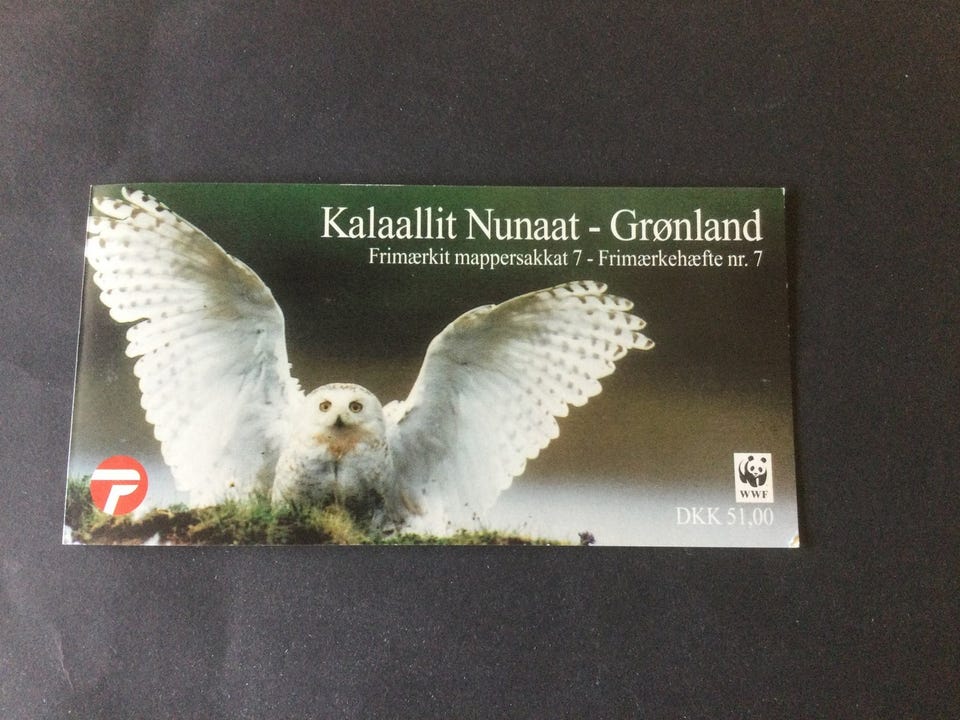 Kalaallit Nunaat - Grønland
Frimærkit mappersakkat 7 - Frimærkehæfte nr. 7
WWF
DKK 51,00